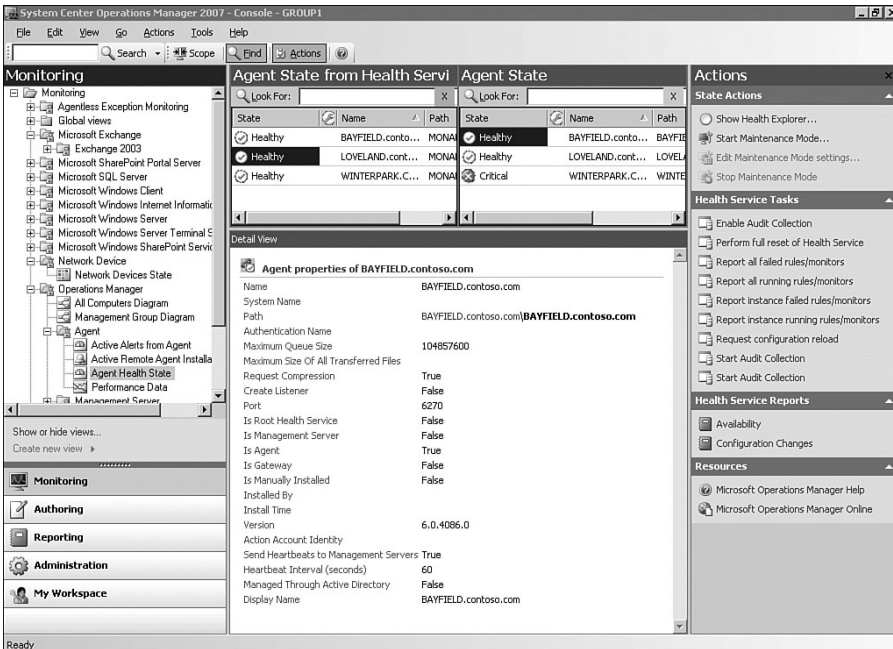 System Center Operations Manager 2007 - Console - GROUP1
File Edit View Go Actions Tools Help
Search Scope Find Actions
Monitoring
Monitoring
Agentless Exception Monitoring
Global views
Microsoft Exchange
Exchange 2003
Microsoft SharePoint Portal Server
Microsoft SQL Server
Microsoft Windows Client
Microsoft Windows Internet Informatic
Microsoft Windows Server
Microsoft Windows Server Terminal S
Microsoft Windows SharePoint Servic
Network Device
Network Devices State
Operations Manager
All Computers Diagram
Management Group Diagram
Agent
Active Alerts from Agent
Active Remote Agent Installa
Agent Health State
Performance Data
Management Server
Show or hide views...
Create new view
Monitoring
Authoring
Reporting
Administration
My Workspace
Agent State from Health Servi
Look For: X
State Name Path
Healthy BAYFIELD.conto... MONA
Healthy LOVELAND.cont... MONA
Healthy WINTERPARK.C... MONA
Agent State
Look For: X
State Name Path
Healthy BAYFIELD.conto... BAYFIE
Healthy LOVELAND.cont... LOVEL
Critical WINTERPARK.C... WINTE
Detail View
Agent properties of BAYFIELD.contoso.com
Name BAYFIELD.contoso.com
System Name
Path BAYFIELD.contoso.com\BAYFIELD.contoso.com
Authentication Name
Maximum Queue Size 104857600
Maximum Size Of All Transferred Files
Request Compression True
Create Listener False
Port 6270
Is Root Health Service False
Is Management Server False
Is Agent True
Is Gateway False
Is Manually Installed False
Installed By
Install Time
Version 6.0.4086.0
Action Account Identity
Send Heartbeats to Management Servers True
Heartbeat Interval (seconds) 60
Managed Through Active Directory False
Display Name BAYFIELD.contoso.com
Actions
State Actions
Show Health Explorer...
Start Maintenance Mode...
Edit Maintenance Mode settings...
Stop Maintenance Mode
Health Service Tasks
Enable Audit Collection
Perform full reset of Health Service
Report all failed rules/monitors
Report all running rules/monitors
Report instance failed rules/monitors
Report instance running rules/monitors
Request configuration reload
Start Audit Collection
Start Audit Collection
Health Service Reports
Availability
Configuration Changes
Resources
Microsoft Operations Manager Help
Microsoft Operations Manager Online
Ready